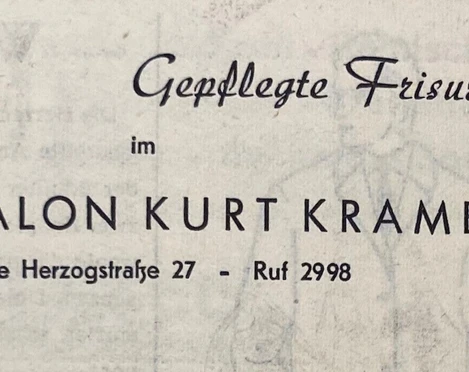 Gepflegte Frisu
im
ALON KURT KRAME
e Herzogstraße 27 - Ruf 2998